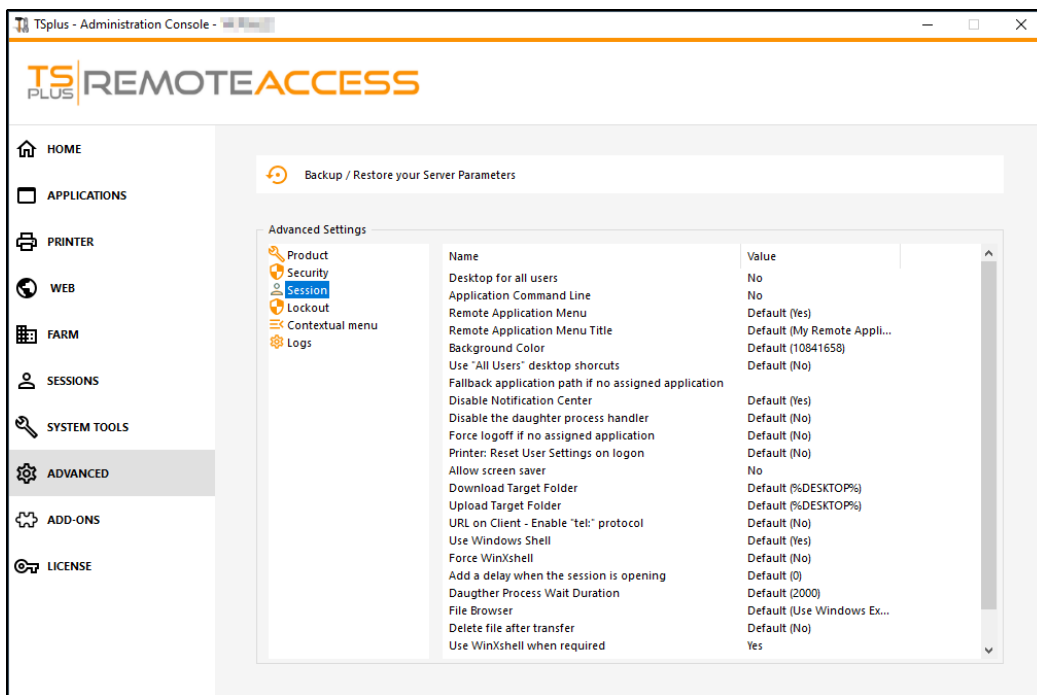 TSplus - Administration Console -
TS PLUS REMOTEACCESS
HOME
APPLICATIONS
PRINTER
WEB
FARM
SESSIONS
SYSTEM TOOLS
ADVANCED
ADD-ONS
LICENSE
Backup / Restore your Server Parameters
Advanced Settings
Product
Security
Session
Lockout
Contextual menu
Logs
Name Value
Desktop for all users No
Application Command Line No
Remote Application Menu Default (Yes)
Remote Application Menu Title Default (My Remote Appli...
Background Color Default (10841658)
Use "All Users" desktop shorcuts Default (No)
Fallback application path if no assigned application
Disable Notification Center Default (Yes)
Disable the daughter process handler Default (No)
Force logoff if no assigned application Default (No)
Printer: Reset User Settings on logon Default (No)
Allow screen saver No
Download Target Folder Default (%DESKTOP%)
Upload Target Folder Default (%DESKTOP%)
URL on Client - Enable "tel:" protocol Default (No)
Use Windows Shell Default (Yes)
Force WinXshell Default (No)
Add a delay when the session is opening Default (0)
Daugther Process Wait Duration Default (2000)
File Browser Default (Use Windows Ex...
Delete file after transfer Default (No)
Use WinXshell when required Yes